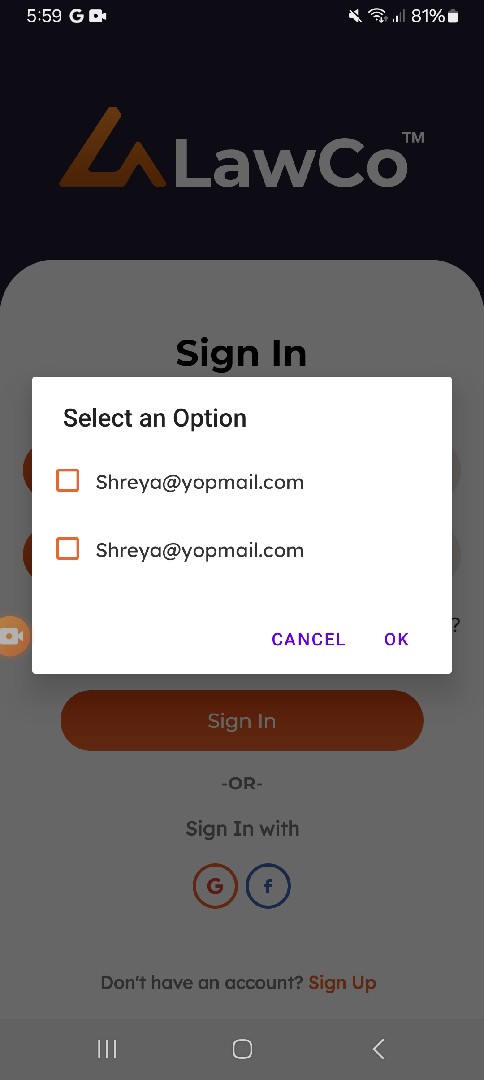 5:59 G 81%
LawCo™
Sign In
Select an Option
Shreya@yopmail.com
Shreya@yopmail.com
?
CANCEL OK
Sign In
-OR-
Sign In with
G f
Don't have an account? Sign Up